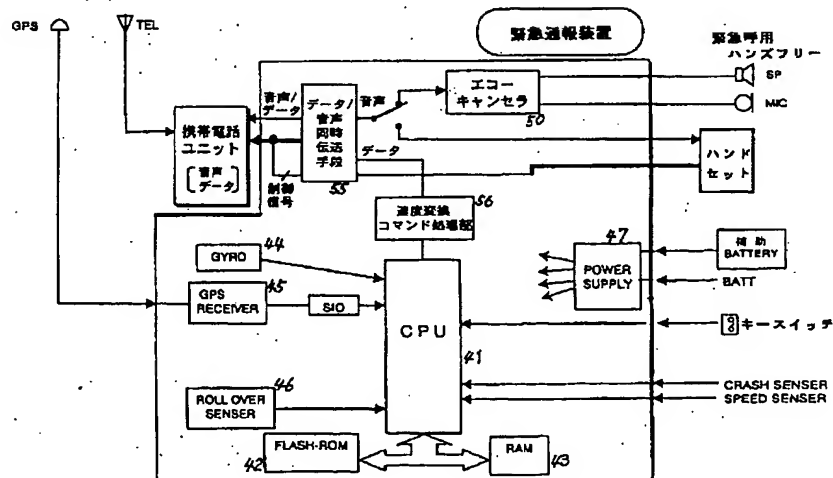 GPS
TEL
緊急通報装置
緊急呼用
ハンズフリー
SP
MIC
音声/
データ
携帯電話
ユニット
音声
データ
データ/
音声
同時
伝送
手段
55
音声
データ
エコー
キャンセラ
50
ハンド
セット
制御
信号
速度変換
コマンド処理部
56
GYRO
44
GPS
RECEIVER
45
SIO
CPU
41
POWER
SUPPLY
47
補助
BATTERY
BATT
キースイッチ
ROLL OVER
SENSER
46
CRASH SENSER
SPEED SENSER
FLASH-ROM
42
RAM
43